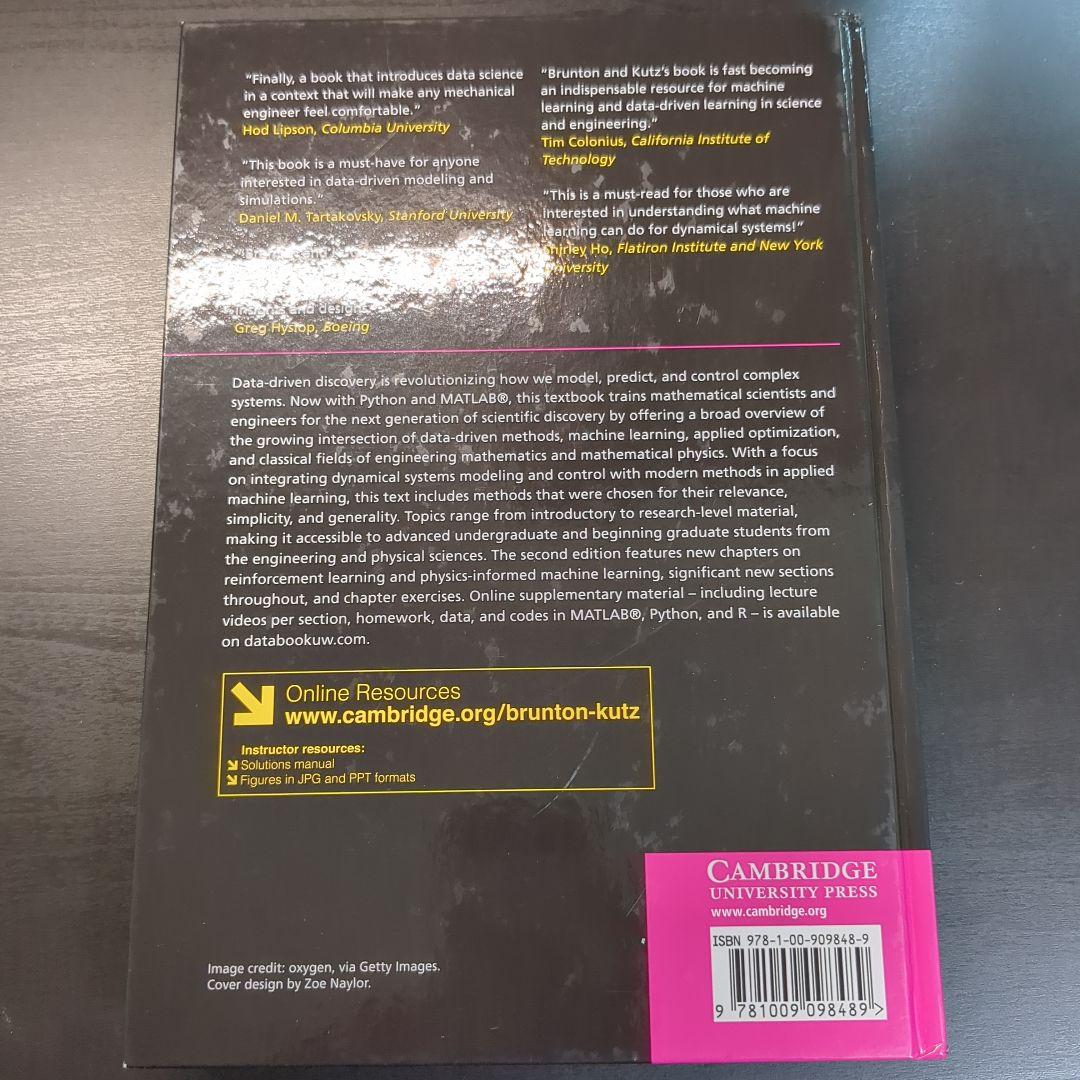 "Finally, a book that introduces data science
in a context that will make any mechanical
engineer feel comfortable."
Hod Lipson, Columbia University
"This book is a must-have for anyone
interested in data-driven modeling and
simulations."
Daniel M. Tartakovsky, Stanford University
and design
Greg Hyslop, Boeing
"Brunton and Kutz's book is fast becoming
an indispensable resource for machine
learning and data-driven learning in science
and engineering."
Tim Colonius, California Institute of
Technology
"This is a must-read for those who are
interested in understanding what machine
learning can do for dynamical systems!"
Shirley Ho, Flatiron Institute and New York
University
Data-driven discovery is revolutionizing how we model, predict, and control complex
systems. Now with Python and MATLAB®, this textbook trains mathematical scientists and
engineers for the next generation of scientific discovery by offering a broad overview of
the growing intersection of data-driven methods, machine learning, applied optimization,
and classical fields of engineering mathematics and mathematical physics. With a focus
on integrating dynamical systems modeling and control with modern methods in applied
machine learning, this text includes methods that were chosen for their relevance,
simplicity, and generality. Topics range from introductory to research-level material,
making it accessible to advanced undergraduate and beginning graduate students from
the engineering and physical sciences. The second edition features new chapters on
reinforcement learning and physics-informed machine learning, significant new sections
throughout, and chapter exercises. Online supplementary material – including lecture
videos per section, homework, data, and codes in MATLAB®, Python, and R – is available
on databookuw.com.
Online Resources
www.cambridge.org/brunton-kutz
Instructor resources:
Solutions manual
Figures in JPG and PPT formats
CAMBRIDGE
UNIVERSITY PRESS
www.cambridge.org
ISBN 978-1-00-909848-9
9 781009 098489 >
Image credit: oxygen, via Getty Images.
Cover design by Zoe Naylor.